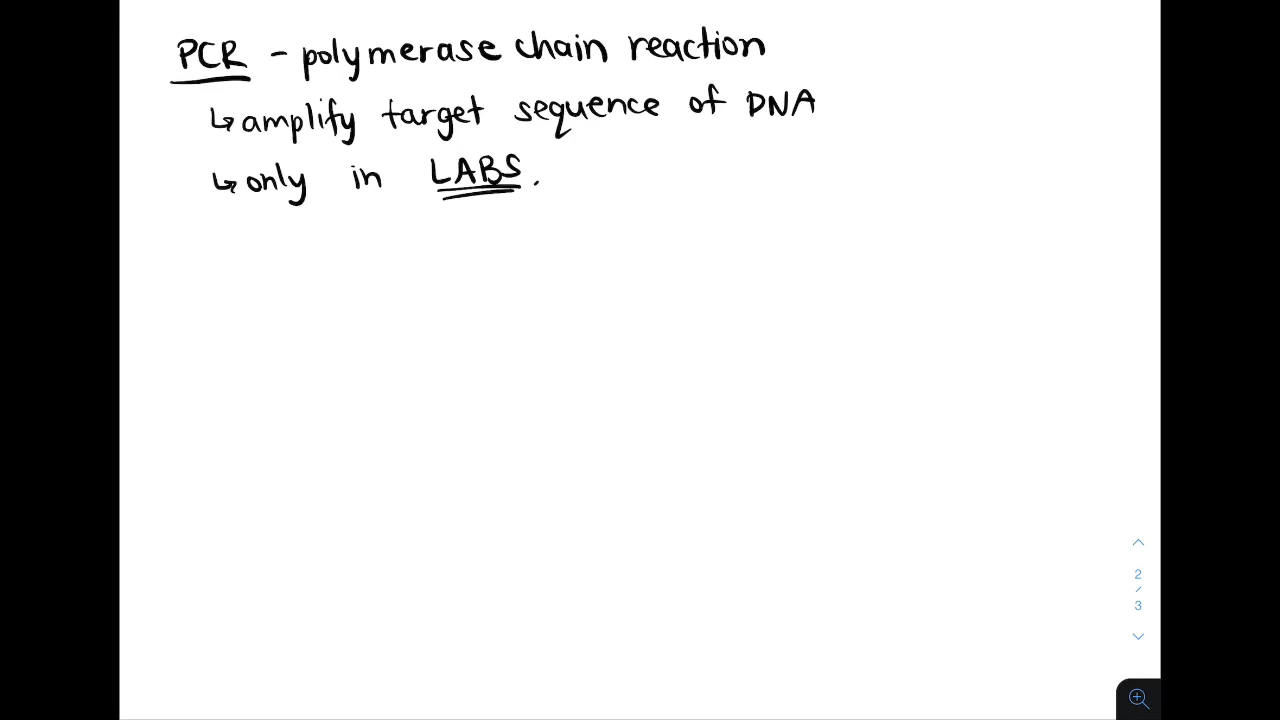 PCR - polymerase chain reaction
↳ amplify target sequence of DNA
↳ only in LABS.
2
/
3